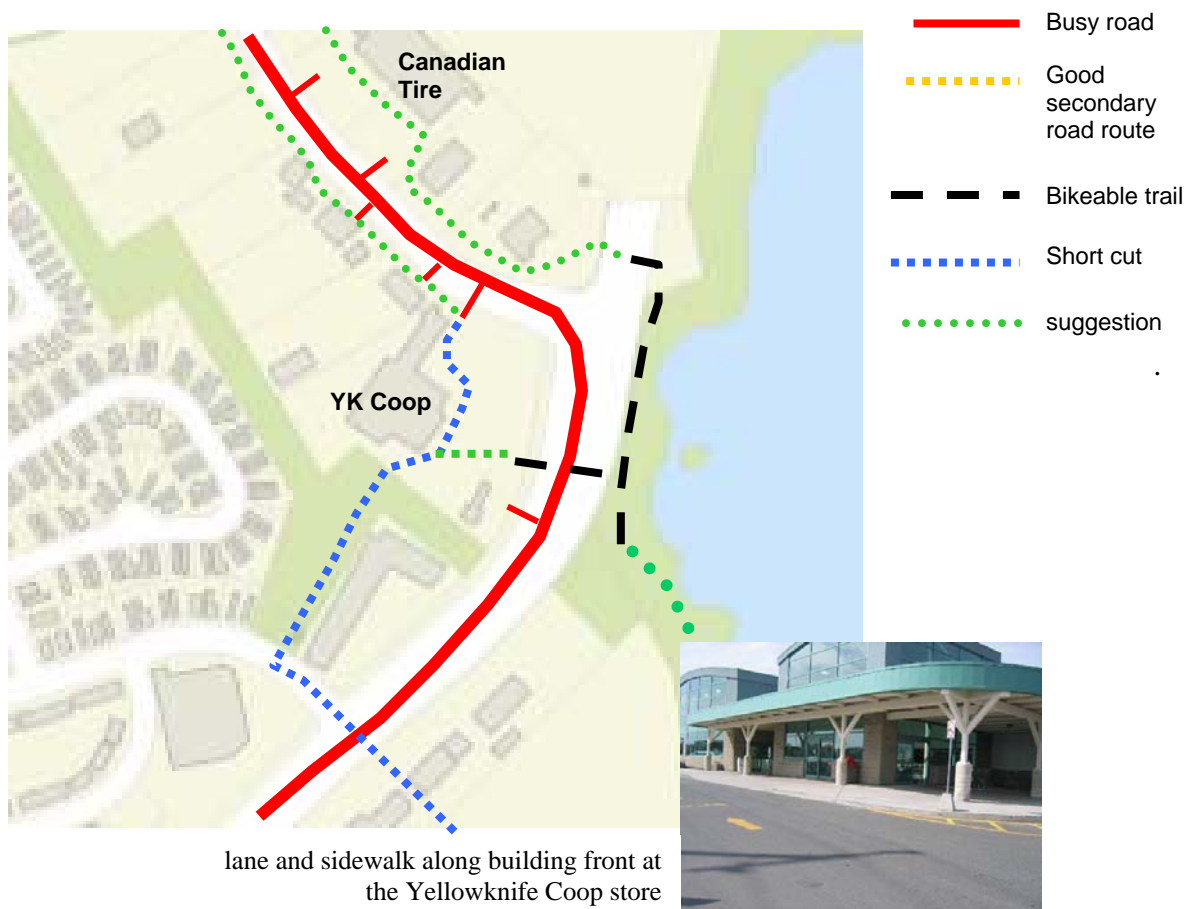 Canadian
Tire
YK Coop
Busy road
Good
secondary
road route
Bikeable trail
Short cut
suggestion
.
lane and sidewalk along building front at
the Yellowknife Coop store